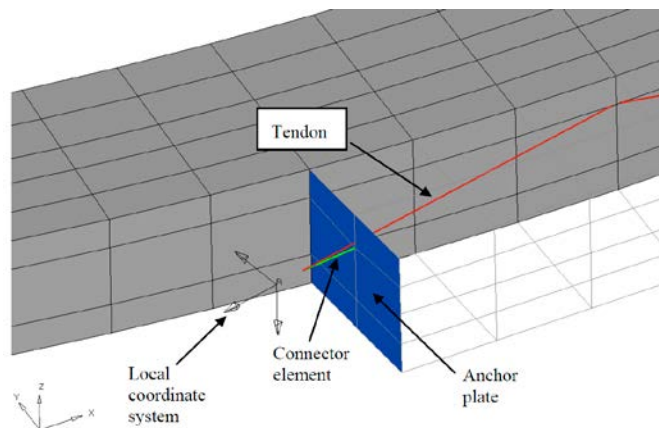 Tendon
Local
coordinate
system
Connector
element
Anchor
plate
Y
Z
X